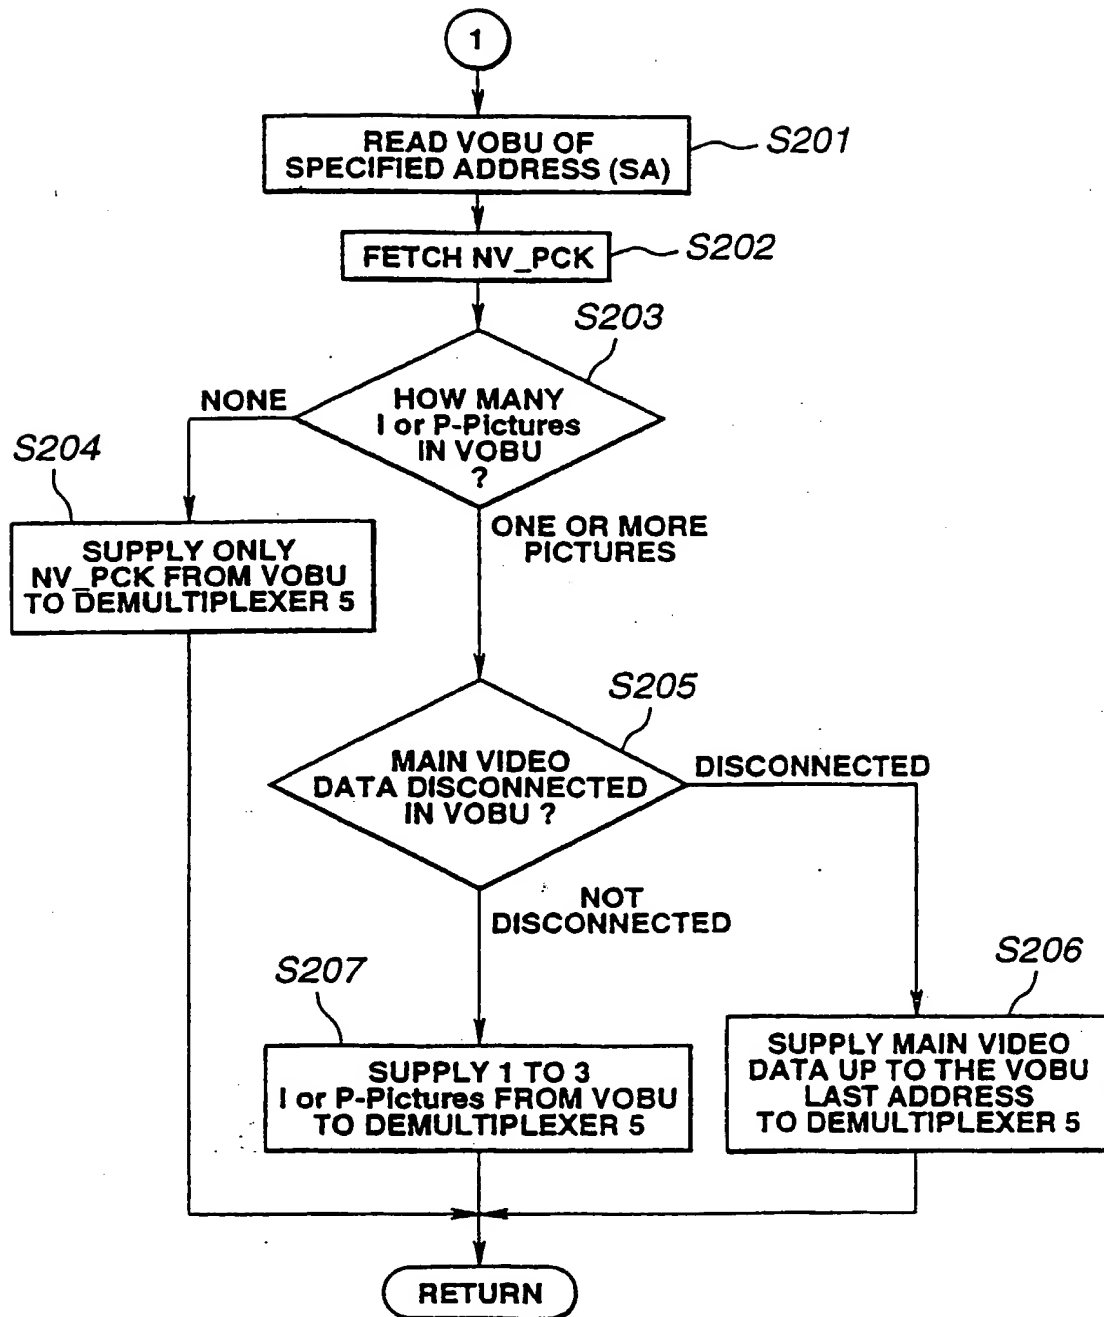 1
READ VOBU OF
SPECIFIED ADDRESS (SA)
S201
FETCH NV_PCK
S202
S203
HOW MANY
I or P-Pictures
IN VOBU
?
NONE
S204
SUPPLY ONLY
NV_PCK FROM VOBU
TO DEMULTIPLEXER 5
ONE OR MORE
PICTURES
S205
MAIN VIDEO
DATA DISCONNECTED
IN VOBU ?
DISCONNECTED
NOT
DISCONNECTED
S207
SUPPLY 1 TO 3
I or P-Pictures FROM VOBU
TO DEMULTIPLEXER 5
S206
SUPPLY MAIN VIDEO
DATA UP TO THE VOBU
LAST ADDRESS
TO DEMULTIPLEXER 5
RETURN